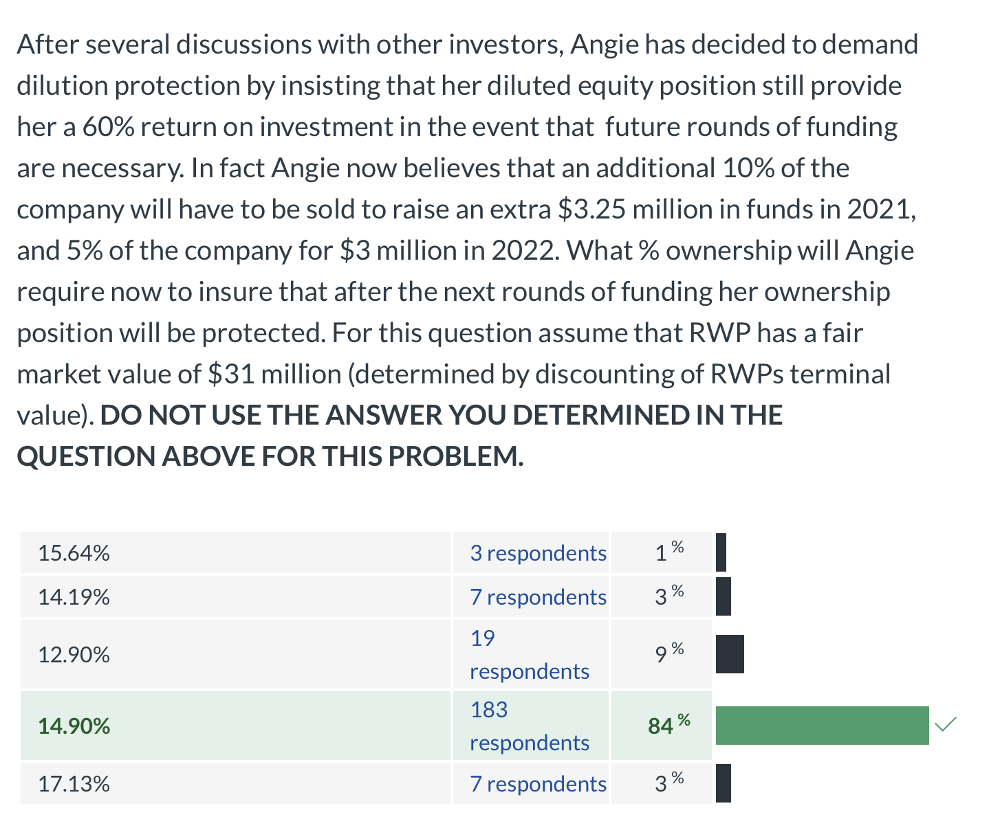 After several discussions with other investors, Angie has decided to demand
dilution protection by insisting that her diluted equity position still provide
her a 60% return on investment in the event that  future rounds of funding
are necessary. In fact Angie now believes that an additional 10% of the
company will have to be sold to raise an extra $3.25 million in funds in 2021,
and 5% of the company for $3 million in 2022. What % ownership will Angie
require now to insure that after the next rounds of funding her ownership
position will be protected. For this question assume that RWP has a fair
market value of $31 million (determined by discounting of RWPs terminal
value). DO NOT USE THE ANSWER YOU DETERMINED IN THE
QUESTION ABOVE FOR THIS PROBLEM.
15.64% 3 respondents 1 %
14.19% 7 respondents 3 %
12.90% 19 respondents 9 %
14.90% 183 respondents 84 %
17.13% 7 respondents 3 %